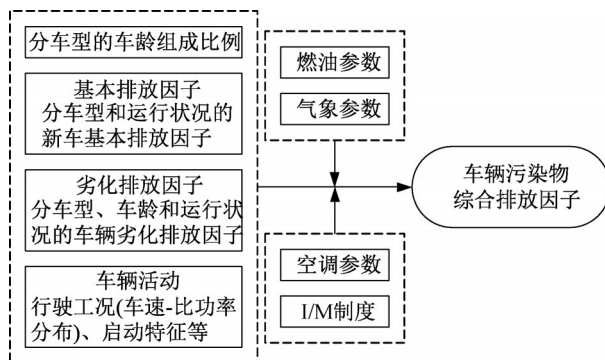 分车型的车龄组成比例
基本排放因子
分车型和运行状况的
新车基本排放因子
劣化排放因子
分车型、车龄和运行状
况的车辆劣化排放因子
车辆活动
行驶工况(车速-比功率
分布)、启动特征等
燃油参数
气象参数
空调参数
I/M制度
车辆污染物
综合排放因子